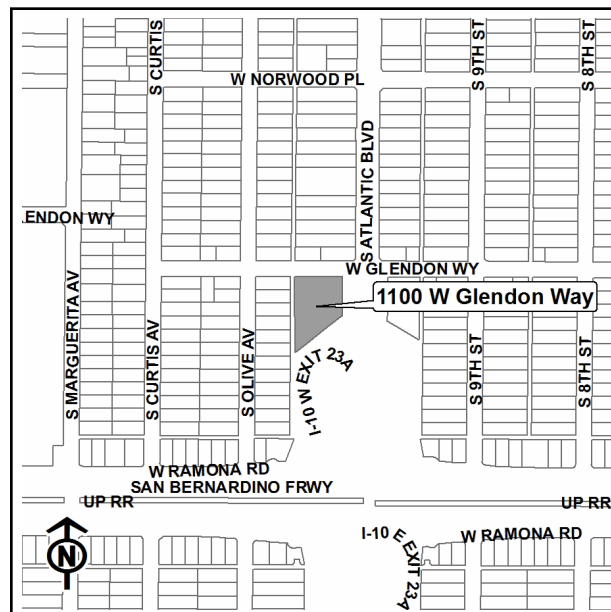 S CURTIS
S 9TH ST
S 8TH ST
W NORWOOD PL
S ATLANTIC BLVD
LENDON WY
W GLENDON WY
1100 W Glendon Way
S MARGUERITA AV
S CURTIS AV
S OLIVE AV
I-10 W EXIT 23A
S 9TH ST
S 8TH ST
W RAMONA RD
SAN BERNARDINO FRWY
UP RR
UP RR
N
I-10 E EXIT 23A
W RAMONA RD